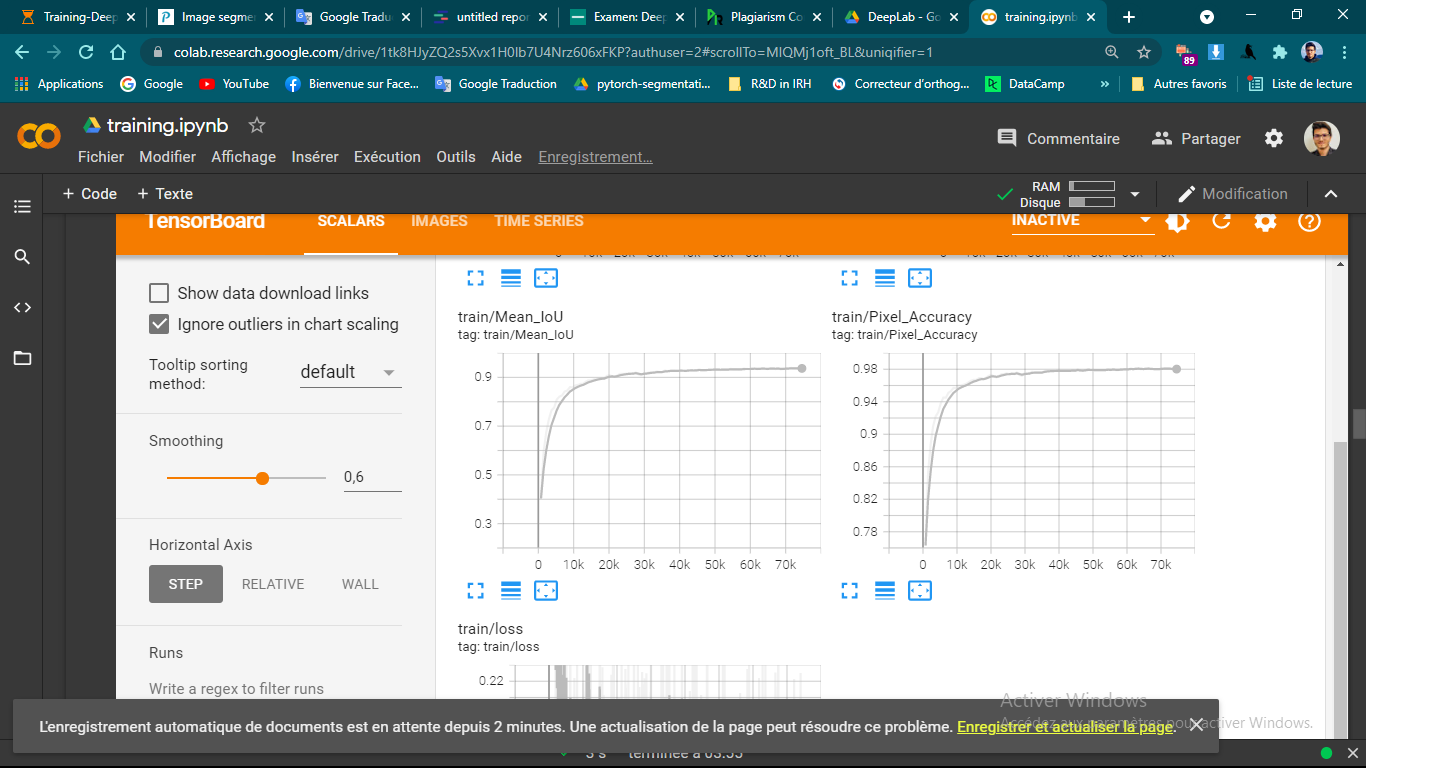 Training-Deep
Image segme
Google Tradu
untitled repor
Examen: Deep
Plagiarism Co
DeepLab - Go
training.ipynb
colab.research.google.com/drive/1tk8HJyZQ2s5Xvx1H0Ib7U4Nrz606xFKP?authuser=2#scrollTo=MIQMj1oft_BL&uniqifier=1
89
Applications
Google
YouTube
Bienvenue sur Face...
Google Traduction
pytorch-segmentati...
R&D in IRH
Correcteur d'orthog...
DataCamp
»
Autres favoris
Liste de lecture
training.ipynb
Fichier Modifier Affichage Insérer Exécution Outils Aide Enregistrement...
Commentaire
Partager
+ Code + Texte
RAM
Disque
Modification
TensorBoard
SCALARS IMAGES TIME SERIES
INACTIVE
Show data download links
Ignore outliers in chart scaling
Tooltip sorting
method:
default
Smoothing
0,6
Horizontal Axis
STEP RELATIVE WALL
Runs
Write a regex to filter runs
train/Mean_IoU
tag: train/Mean_IoU
0.9
0.7
0.5
0.3
0 10k 20k 30k 40k 50k 60k 70k
train/Pixel_Accuracy
tag: train/Pixel_Accuracy
0.98
0.94
0.9
0.86
0.82
0.78
0 10k 20k 30k 40k 50k 60k 70k
train/loss
tag: train/loss
0.22
Activer Windows
Accédez aux paramètres pour activer Windows.
L'enregistrement automatique de documents est en attente depuis 2 minutes. Une actualisation de la page peut résoudre ce problème. Enregistrer et actualiser la page.
3 s terminée à 03:53